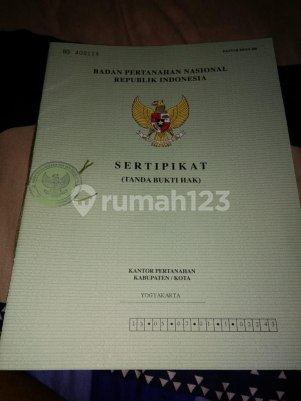 BADAN PERTANAHAN NASIONAL
REPUBLIK INDONESIA
SERTIPIKAT
(TANDA BUKTI HAK)
rumah123
KANTOR PERTANAHAN
KABUPATEN / KOTA
YOGYAKARTA